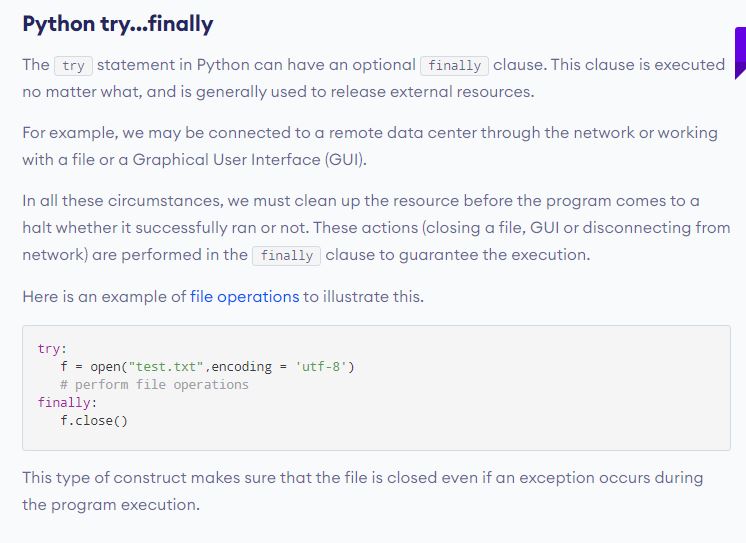 Python try...finally
The try statement in Python can have an optional finally clause. This clause is executed
no matter what, and is generally used to release external resources.
For example, we may be connected to a remote data center through the network or working
with a file or a Graphical User Interface (GUI).
In all these circumstances, we must clean up the resource before the program comes to a
halt whether it successfully ran or not. These actions (closing a file, GUI or disconnecting from
network) are performed in the finally clause to guarantee the execution.
Here is an example of file operations to illustrate this.
try:
   f = open("test.txt",encoding = 'utf-8')
   # perform file operations
finally:
   f.close()
This type of construct makes sure that the file is closed even if an exception occurs during
the program execution.